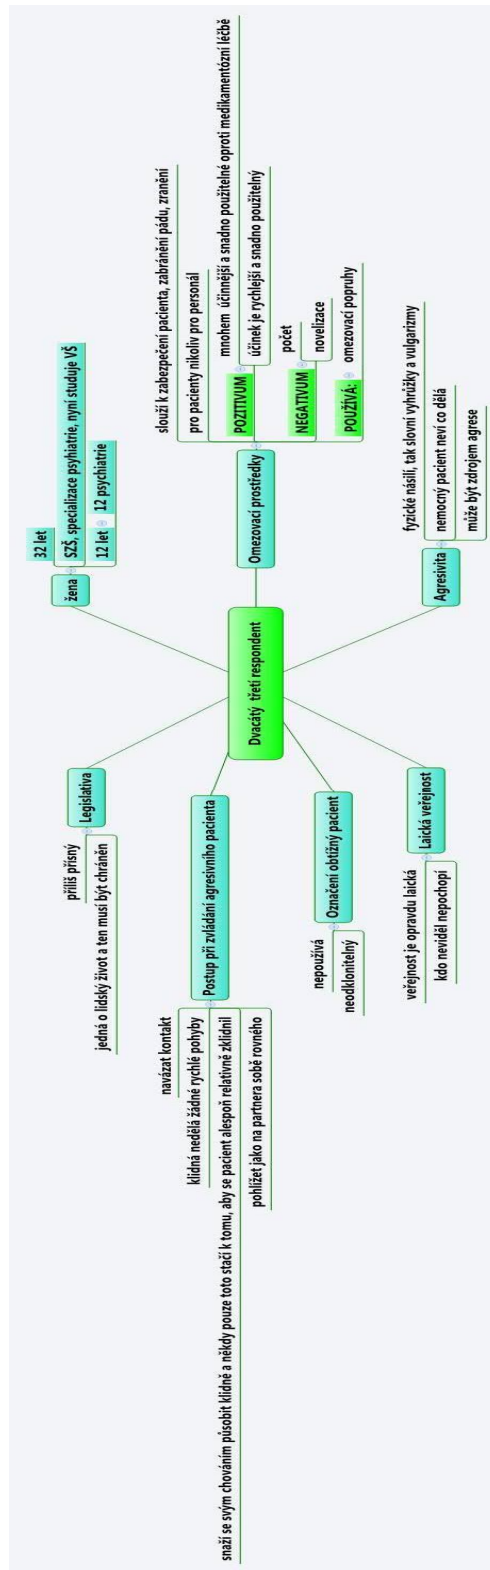 Dvacátý třetí respondent
žena
32 let
SZŠ, specializace psyhiatrie, nyní studuje VŠ
12 let
12 psychiatrie
Omezovací prostředky
slouží k zabezpečení pacienta, zabránění pádu, zranění
pro pacienty nikoliv pro personál
POZITIVUM
mnohem účinnější a snadno použitelné oproti medikamentózní léčbě
účinek je rychlejší a snadno použitelný
NEGATIVUM
počet
novelizace
POUŽÍVÁ:
omezovací popruhy
Agresivita
fyzické násilí, tak slovní vyhrůžky a vulgarizmy
nemocný pacient neví co dělá
může být zdrojem agrese
Legislativa
příliš přísný
jedná o lidský život a ten musí být chráněn
Postup při zvládání agresivního pacienta
navázat kontakt
klidná nedělá žádné rychlé pohyby
snaží se svým chováním působit klidně a někdy pouze toto stačí k tomu, aby se pacient alespoň relativně zklidnil
pohlížet jako na partnera sobě rovného
Označení obtížný pacient
nepoužívá
neodklonitelný
Laická veřejnost
veřejnost je opravdu laická
kdo neviděl nepochopí